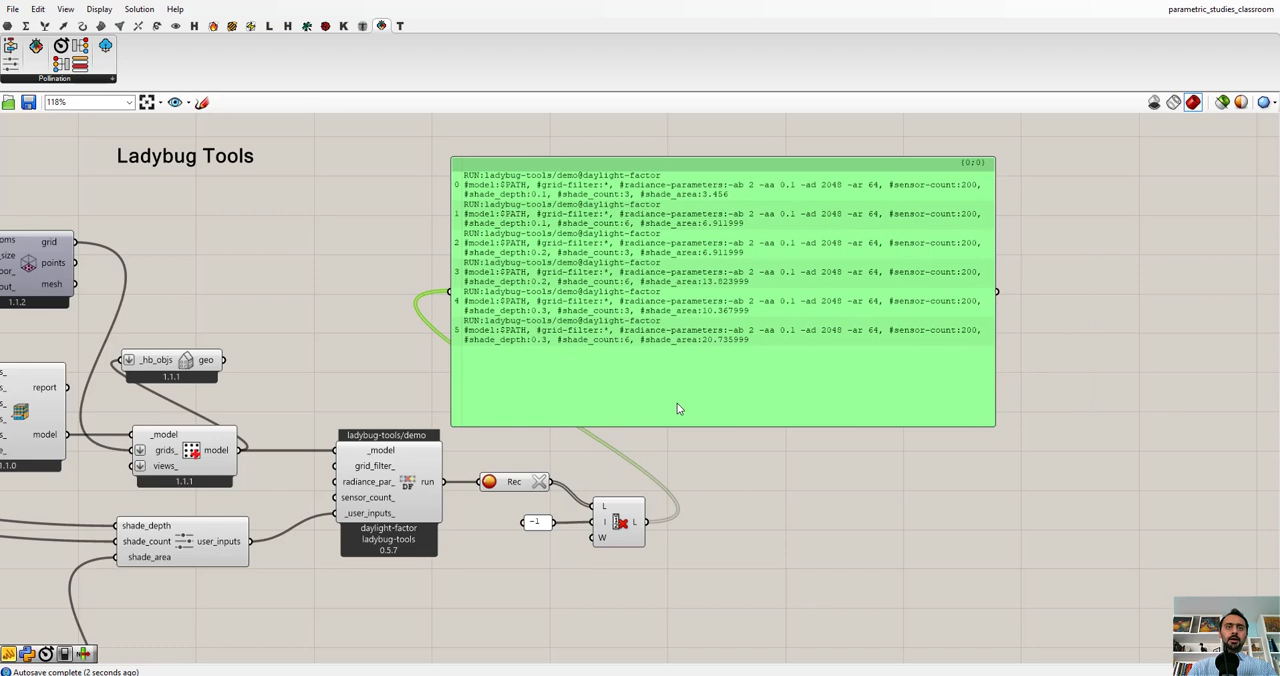 File Edit View Display Solution Help parametric_studies_classroom
H L H K T
Pollination +
118%
Ladybug Tools
{0;0}
RUN:ladybug-tools/demo@daylight-factor
0 #model:$PATH, #grid-filter:*, #radiance-parameters:-ab 2 -aa 0.1 -ad 2048 -ar 64, #sensor-count:200,
#shade_depth:0.1, #shade_count:3, #shade_area:3.456
RUN:ladybug-tools/demo@daylight-factor
1 #model:$PATH, #grid-filter:*, #radiance-parameters:-ab 2 -aa 0.1 -ad 2048 -ar 64, #sensor-count:200,
#shade_depth:0.1, #shade_count:6, #shade_area:6.911999
RUN:ladybug-tools/demo@daylight-factor
2 #model:$PATH, #grid-filter:*, #radiance-parameters:-ab 2 -aa 0.1 -ad 2048 -ar 64, #sensor-count:200,
#shade_depth:0.2, #shade_count:3, #shade_area:6.911999
RUN:ladybug-tools/demo@daylight-factor
3 #model:$PATH, #grid-filter:*, #radiance-parameters:-ab 2 -aa 0.1 -ad 2048 -ar 64, #sensor-count:200,
#shade_depth:0.2, #shade_count:6, #shade_area:13.823999
RUN:ladybug-tools/demo@daylight-factor
4 #model:$PATH, #grid-filter:*, #radiance-parameters:-ab 2 -aa 0.1 -ad 2048 -ar 64, #sensor-count:200,
#shade_depth:0.3, #shade_count:3, #shade_area:10.367999
RUN:ladybug-tools/demo@daylight-factor
5 #model:$PATH, #grid-filter:*, #radiance-parameters:-ab 2 -aa 0.1 -ad 2048 -ar 64, #sensor-count:200,
#shade_depth:0.3, #shade_count:6, #shade_area:20.735999
oms grid
_size points
oor_
out_ mesh
1.1.2
_hb_objs geo
1.1.1
s_ report
s_
s_
s_ model
s_
1.1.0
_model
grids_ model
views_
1.1.1
shade_depth
shade_count user_inputs
shade_area
ladybug-tools/demo
_model
grid_filter_
radiance_par_ DF run
sensor_count_
_user_inputs_
daylight-factor
ladybug-tools
0.5.7
Rec
-1
L
I L
W
Autosave complete (2 seconds ago)